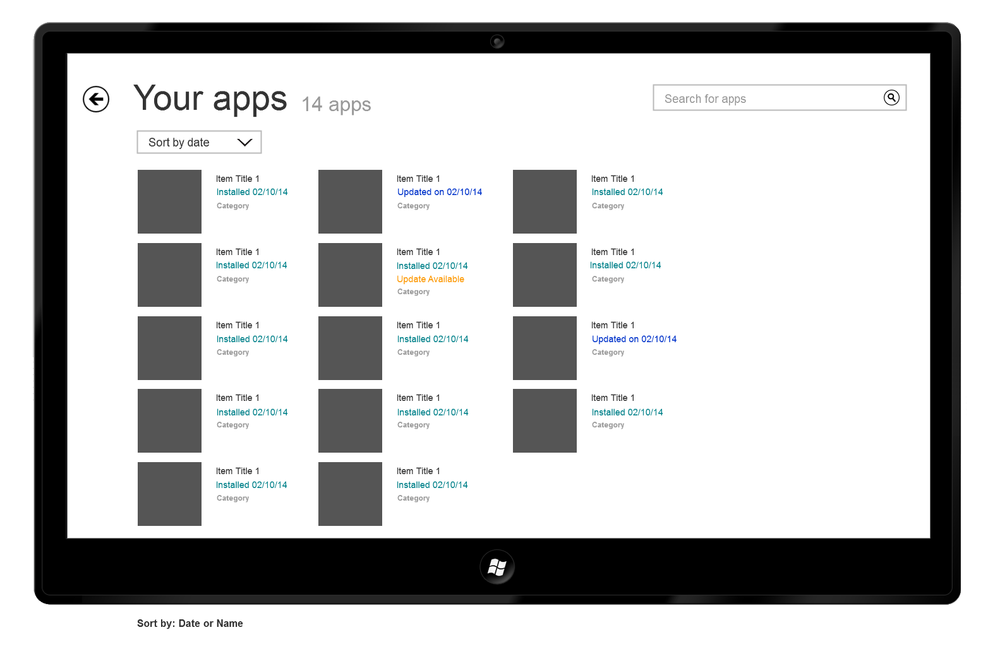 Your apps 14 apps
Search for apps
Sort by date
Item Title 1
Installed 02/10/14
Category
Item Title 1
Updated on 02/10/14
Category
Item Title 1
Installed 02/10/14
Category
Item Title 1
Installed 02/10/14
Category
Item Title 1
Installed 02/10/14
Update Available
Category
Item Title 1
Installed 02/10/14
Category
Item Title 1
Installed 02/10/14
Category
Item Title 1
Installed 02/10/14
Category
Item Title 1
Updated on 02/10/14
Category
Item Title 1
Installed 02/10/14
Category
Item Title 1
Installed 02/10/14
Category
Item Title 1
Installed 02/10/14
Category
Item Title 1
Installed 02/10/14
Category
Item Title 1
Installed 02/10/14
Category
Sort by: Date or Name